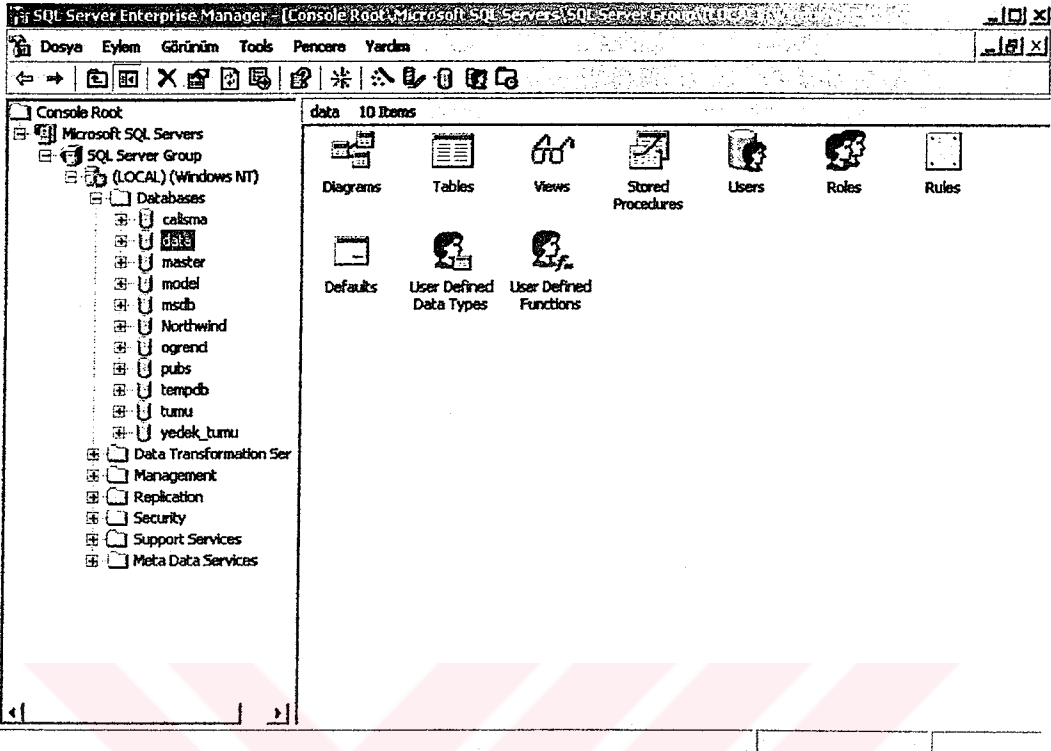 SQL Server Enterprise Manager - [Console Root\Microsoft SQL Servers\SQL Server Group\(LOCAL)
Dosya Eylem Görünüm Tools Pencere Yardım
Console Root
Microsoft SQL Servers
SQL Server Group
(LOCAL) (Windows NT)
Databases
calisma
data
master
model
msdb
Northwind
ogrenci
pubs
tempdb
tumu
yedek_tumu
Data Transformation Ser
Management
Replication
Security
Support Services
Meta Data Services
data 10 Items
Diagrams Tables Views Stored Procedures Users Roles Rules
Defaults User Defined Data Types User Defined Functions